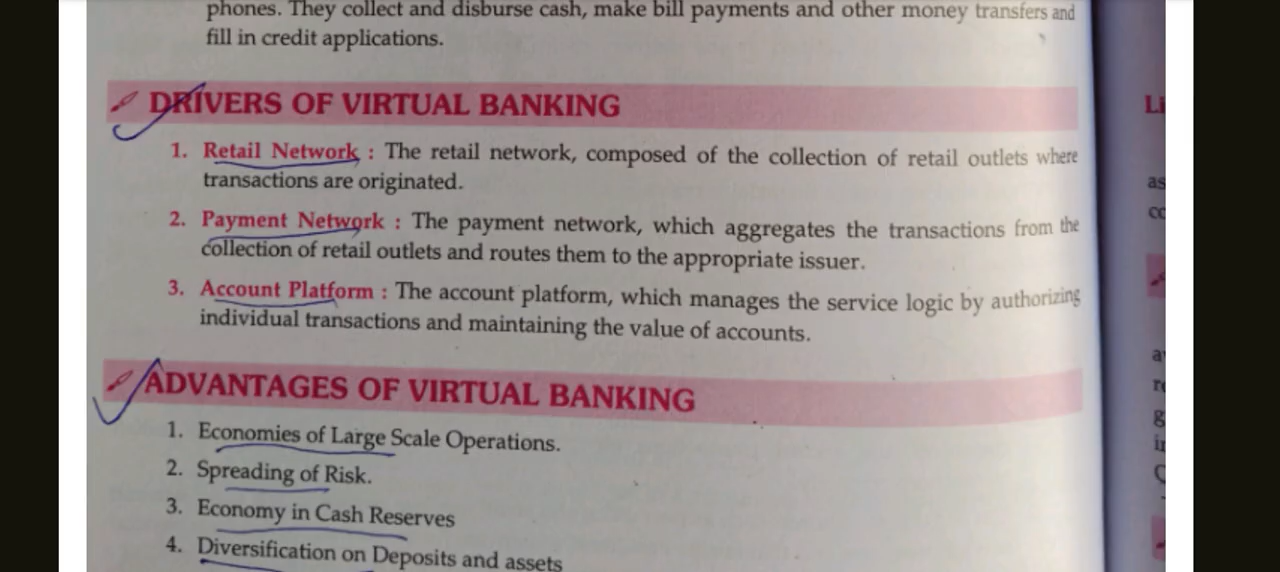 phones. They collect and disburse cash, make bill payments and other money transfers and
fill in credit applications.
DRIVERS OF VIRTUAL BANKING
1. Retail Network : The retail network, composed of the collection of retail outlets where
transactions are originated.
2. Payment Network : The payment network, which aggregates the transactions from the
collection of retail outlets and routes them to the appropriate issuer.
3. Account Platform : The account platform, which manages the service logic by authorizing
individual transactions and maintaining the value of accounts.
ADVANTAGES OF VIRTUAL BANKING
1. Economies of Large Scale Operations.
2. Spreading of Risk.
3. Economy in Cash Reserves
4. Diversification on Deposits and assets